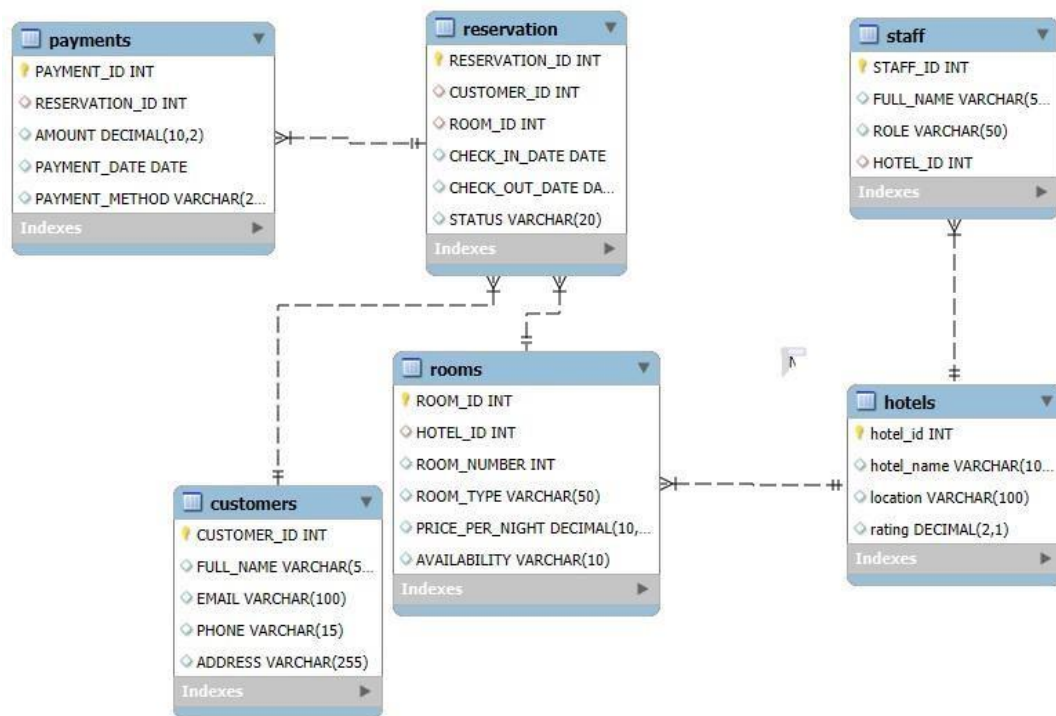 payments
PAYMENT_ID INT
RESERVATION_ID INT
AMOUNT DECIMAL(10,2)
PAYMENT_DATE DATE
PAYMENT_METHOD VARCHAR(2...
Indexes
reservation
RESERVATION_ID INT
CUSTOMER_ID INT
ROOM_ID INT
CHECK_IN_DATE DATE
CHECK_OUT_DATE DA...
STATUS VARCHAR(20)
Indexes
staff
STAFF_ID INT
FULL_NAME VARCHAR(5...
ROLE VARCHAR(50)
HOTEL_ID INT
Indexes
rooms
ROOM_ID INT
HOTEL_ID INT
ROOM_NUMBER INT
ROOM_TYPE VARCHAR(50)
PRICE_PER_NIGHT DECIMAL(10,...
AVAILABILITY VARCHAR(10)
Indexes
hotels
hotel_id INT
hotel_name VARCHAR(10...
location VARCHAR(100)
rating DECIMAL(2,1)
Indexes
customers
CUSTOMER_ID INT
FULL_NAME VARCHAR(5...
EMAIL VARCHAR(100)
PHONE VARCHAR(15)
ADDRESS VARCHAR(255)
Indexes